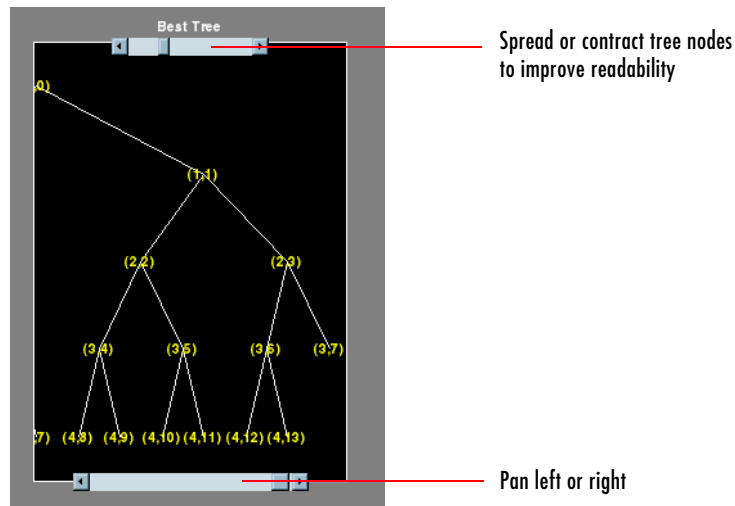 Best Tree
Spread or contract tree nodes
to improve readability
,0)
(1,1)
(2,2) (2,3)
(3,4) (3,5) (3,6) (3,7)
,7) (4,8) (4,9) (4,10) (4,11) (4,12) (4,13)
Pan left or right